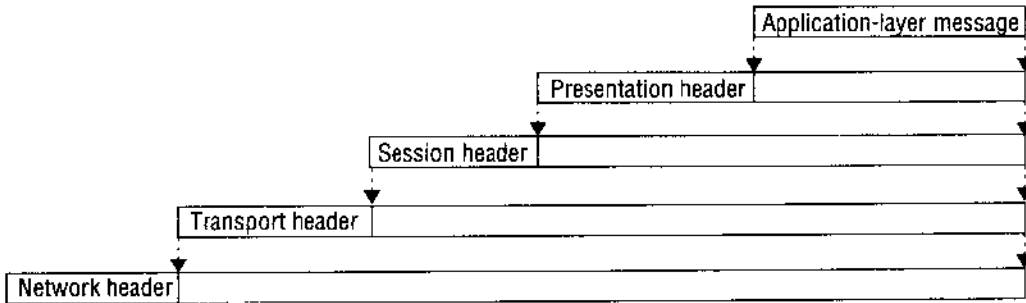 Application-layer message
Presentation header
Session header
Transport header
Network header